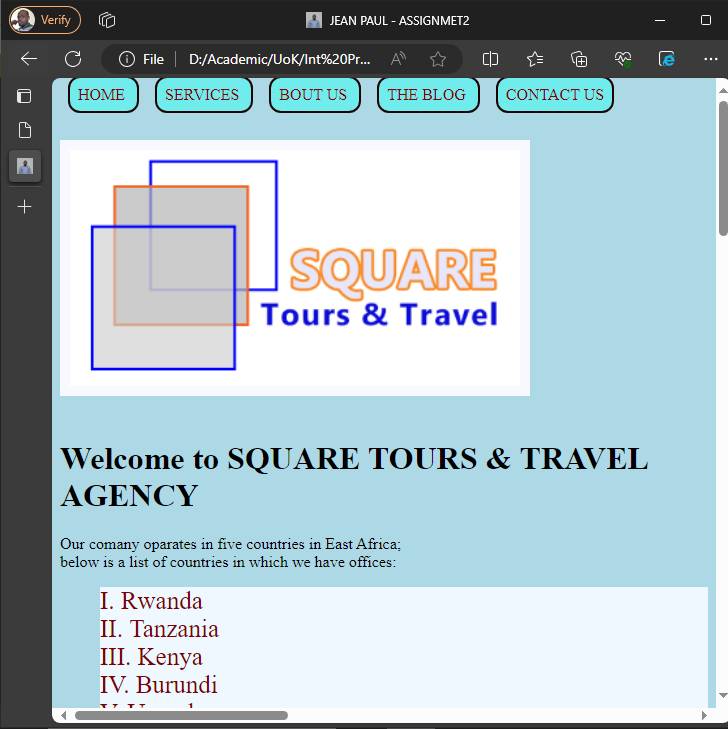 Verify
JEAN PAUL - ASSIGNMET2
File D:/Academic/UoK/Int%20Pr...
HOME SERVICES BOUT US THE BLOG CONTACT US
SQUARE
Tours & Travel
Welcome to SQUARE TOURS & TRAVEL
AGENCY
Our comany oparates in five countries in East Africa;
below is a list of countries in which we have offices:
I. Rwanda
II. Tanzania
III. Kenya
IV. Burundi